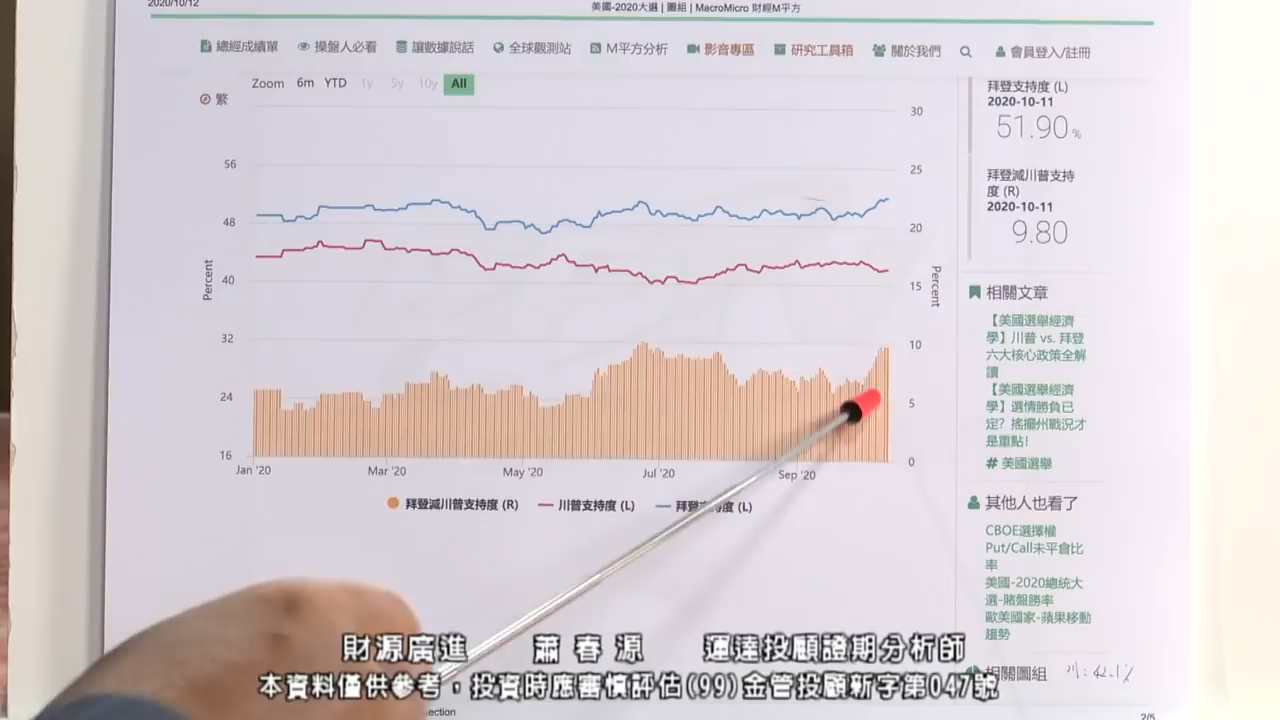 2020/10/12
美國-2020大選 | 圖組 | MacroMicro 財經M平方
總經成績單 操盤人必看 讓數據說話 全球觀測站 M平方分析 影音專區 研究工具箱 關於我們 會員登入/註冊
Zoom 6m YTD 1y 5y 10y All
繁
30
56
25
48
20
40
15
32
10
24
5
16
0
Percent
Percent
Jan '20 Mar '20 May '20 Jul '20 Sep '20
拜登減川普支持度 (R) 川普支持度 (L) 拜登支持度 (L)
拜登支持度 (L)
2020-10-11
51.90 %
拜登減川普支持
度 (R)
2020-10-11
9.80
相關文章
【美國選舉經濟
學】川普 vs. 拜登
六大核心政策全解
讀
【美國選舉經濟
學】選情勝負已
定？搖擺州戰況才
是重點!
# 美國選舉
其他人也看了
CBOE選擇權
Put/Call未平倉比
率
美國-2020總統大
選-賭盤勝率
歐美國家-蘋果移動
趨勢
相關圖組
川: 42.1%
財源廣進 蕭春源 運達投顧證期分析師
本資料僅供參考，投資時應審慎評估(99)金管投顧新字第047號
ection
2/5